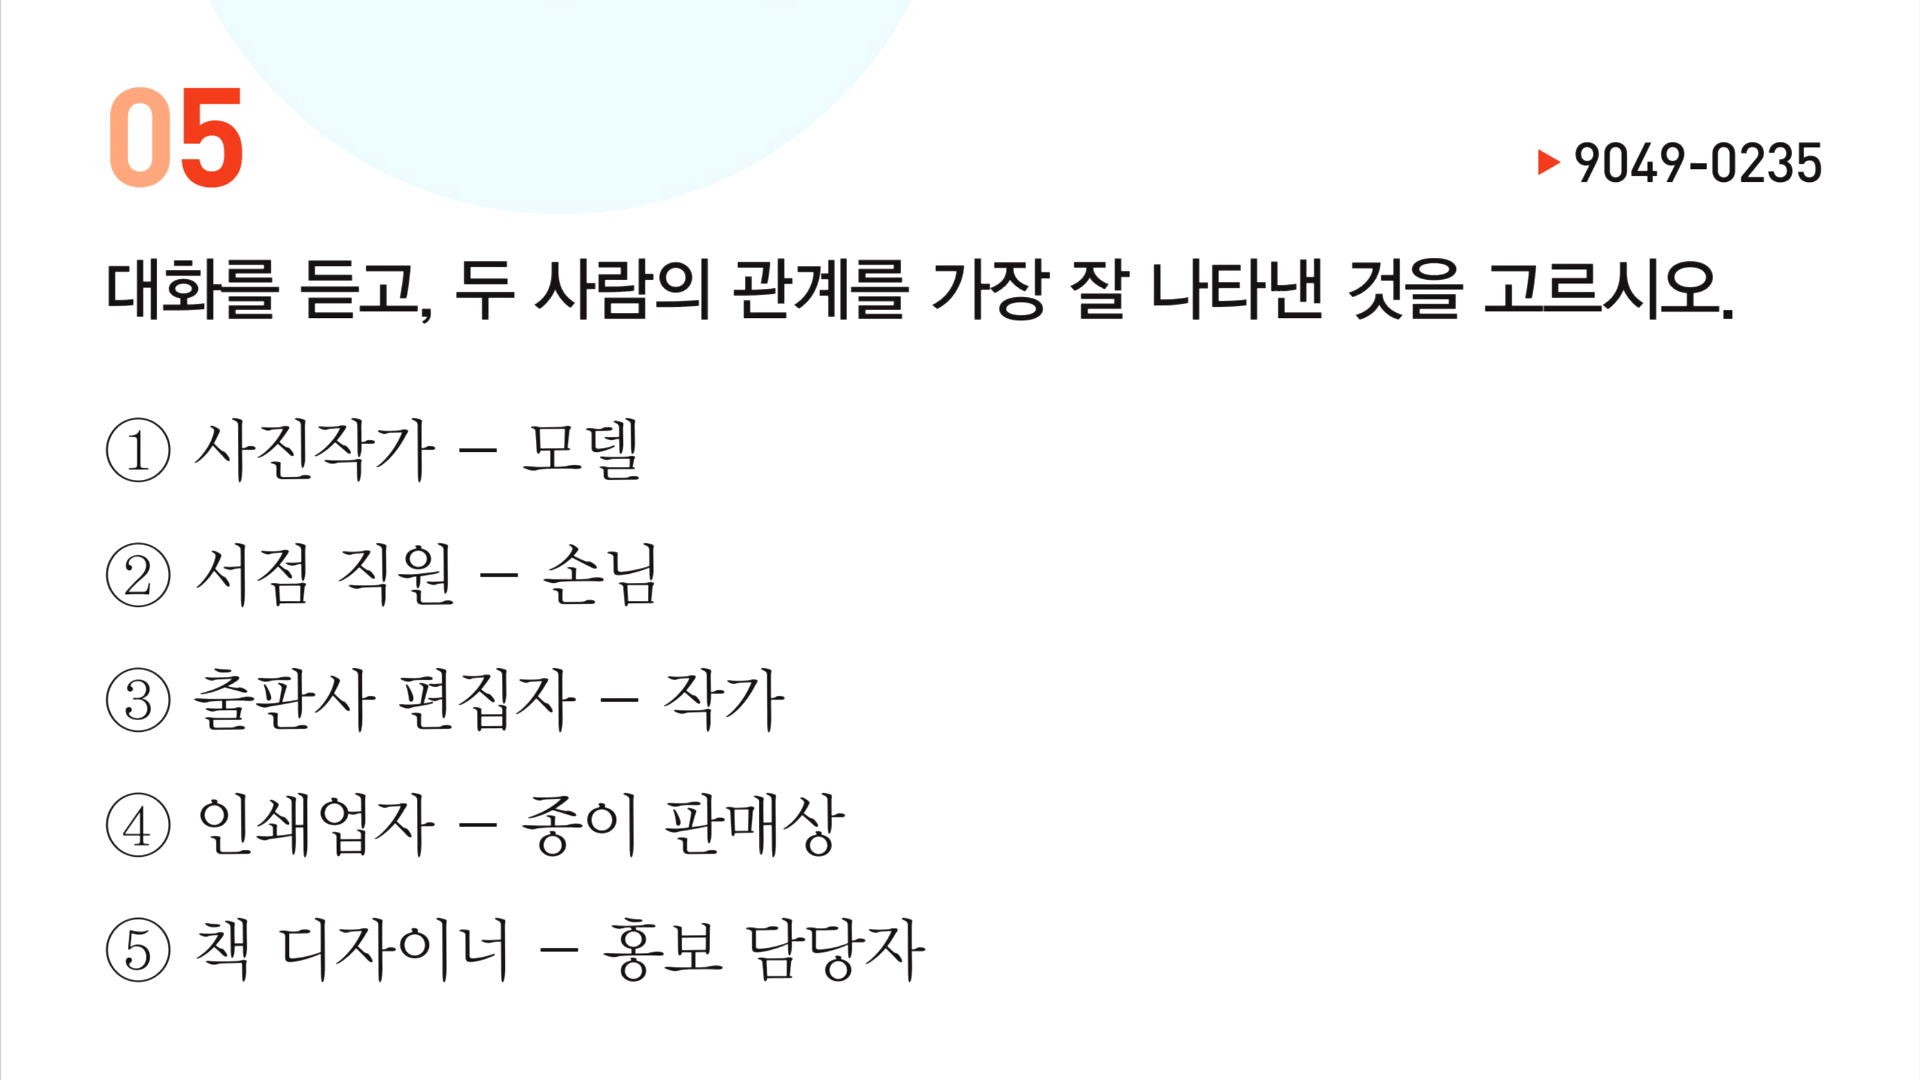 05
▶ 9049-0235
대화를 듣고, 두 사람의 관계를 가장 잘 나타낸 것을 고르시오.
① 사진작가 – 모델
② 서점 직원 – 손님
③ 출판사 편집자 – 작가
④ 인쇄업자 – 종이 판매상
⑤ 책 디자이너 – 홍보 담당자